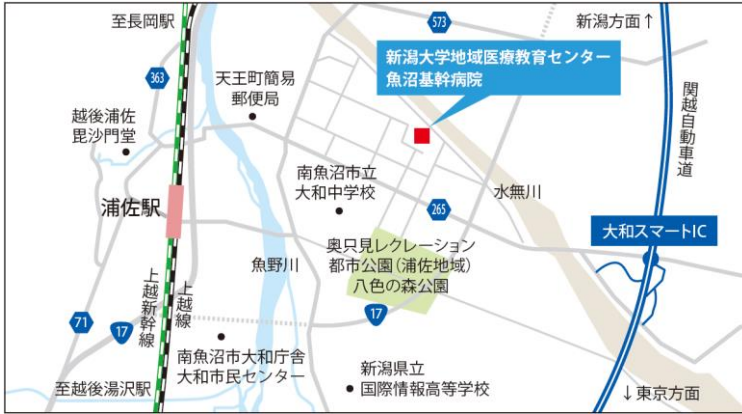 至長岡駅
573
新潟方面↑
新潟大学地域医療教育センター
魚沼基幹病院
363
天王町簡易
郵便局
関越自動車道
越後浦佐
毘沙門堂
南魚沼市立
大和中学校
水無川
浦佐駅
265
大和スマートIC
奥只見レクレーション
都市公園(浦佐地域)
八色の森公園
魚野川
上越新幹線
上越線
71
17
17
南魚沼市大和庁舎
大和市民センター
新潟県立
国際情報高等学校
至越後湯沢駅
↓東京方面